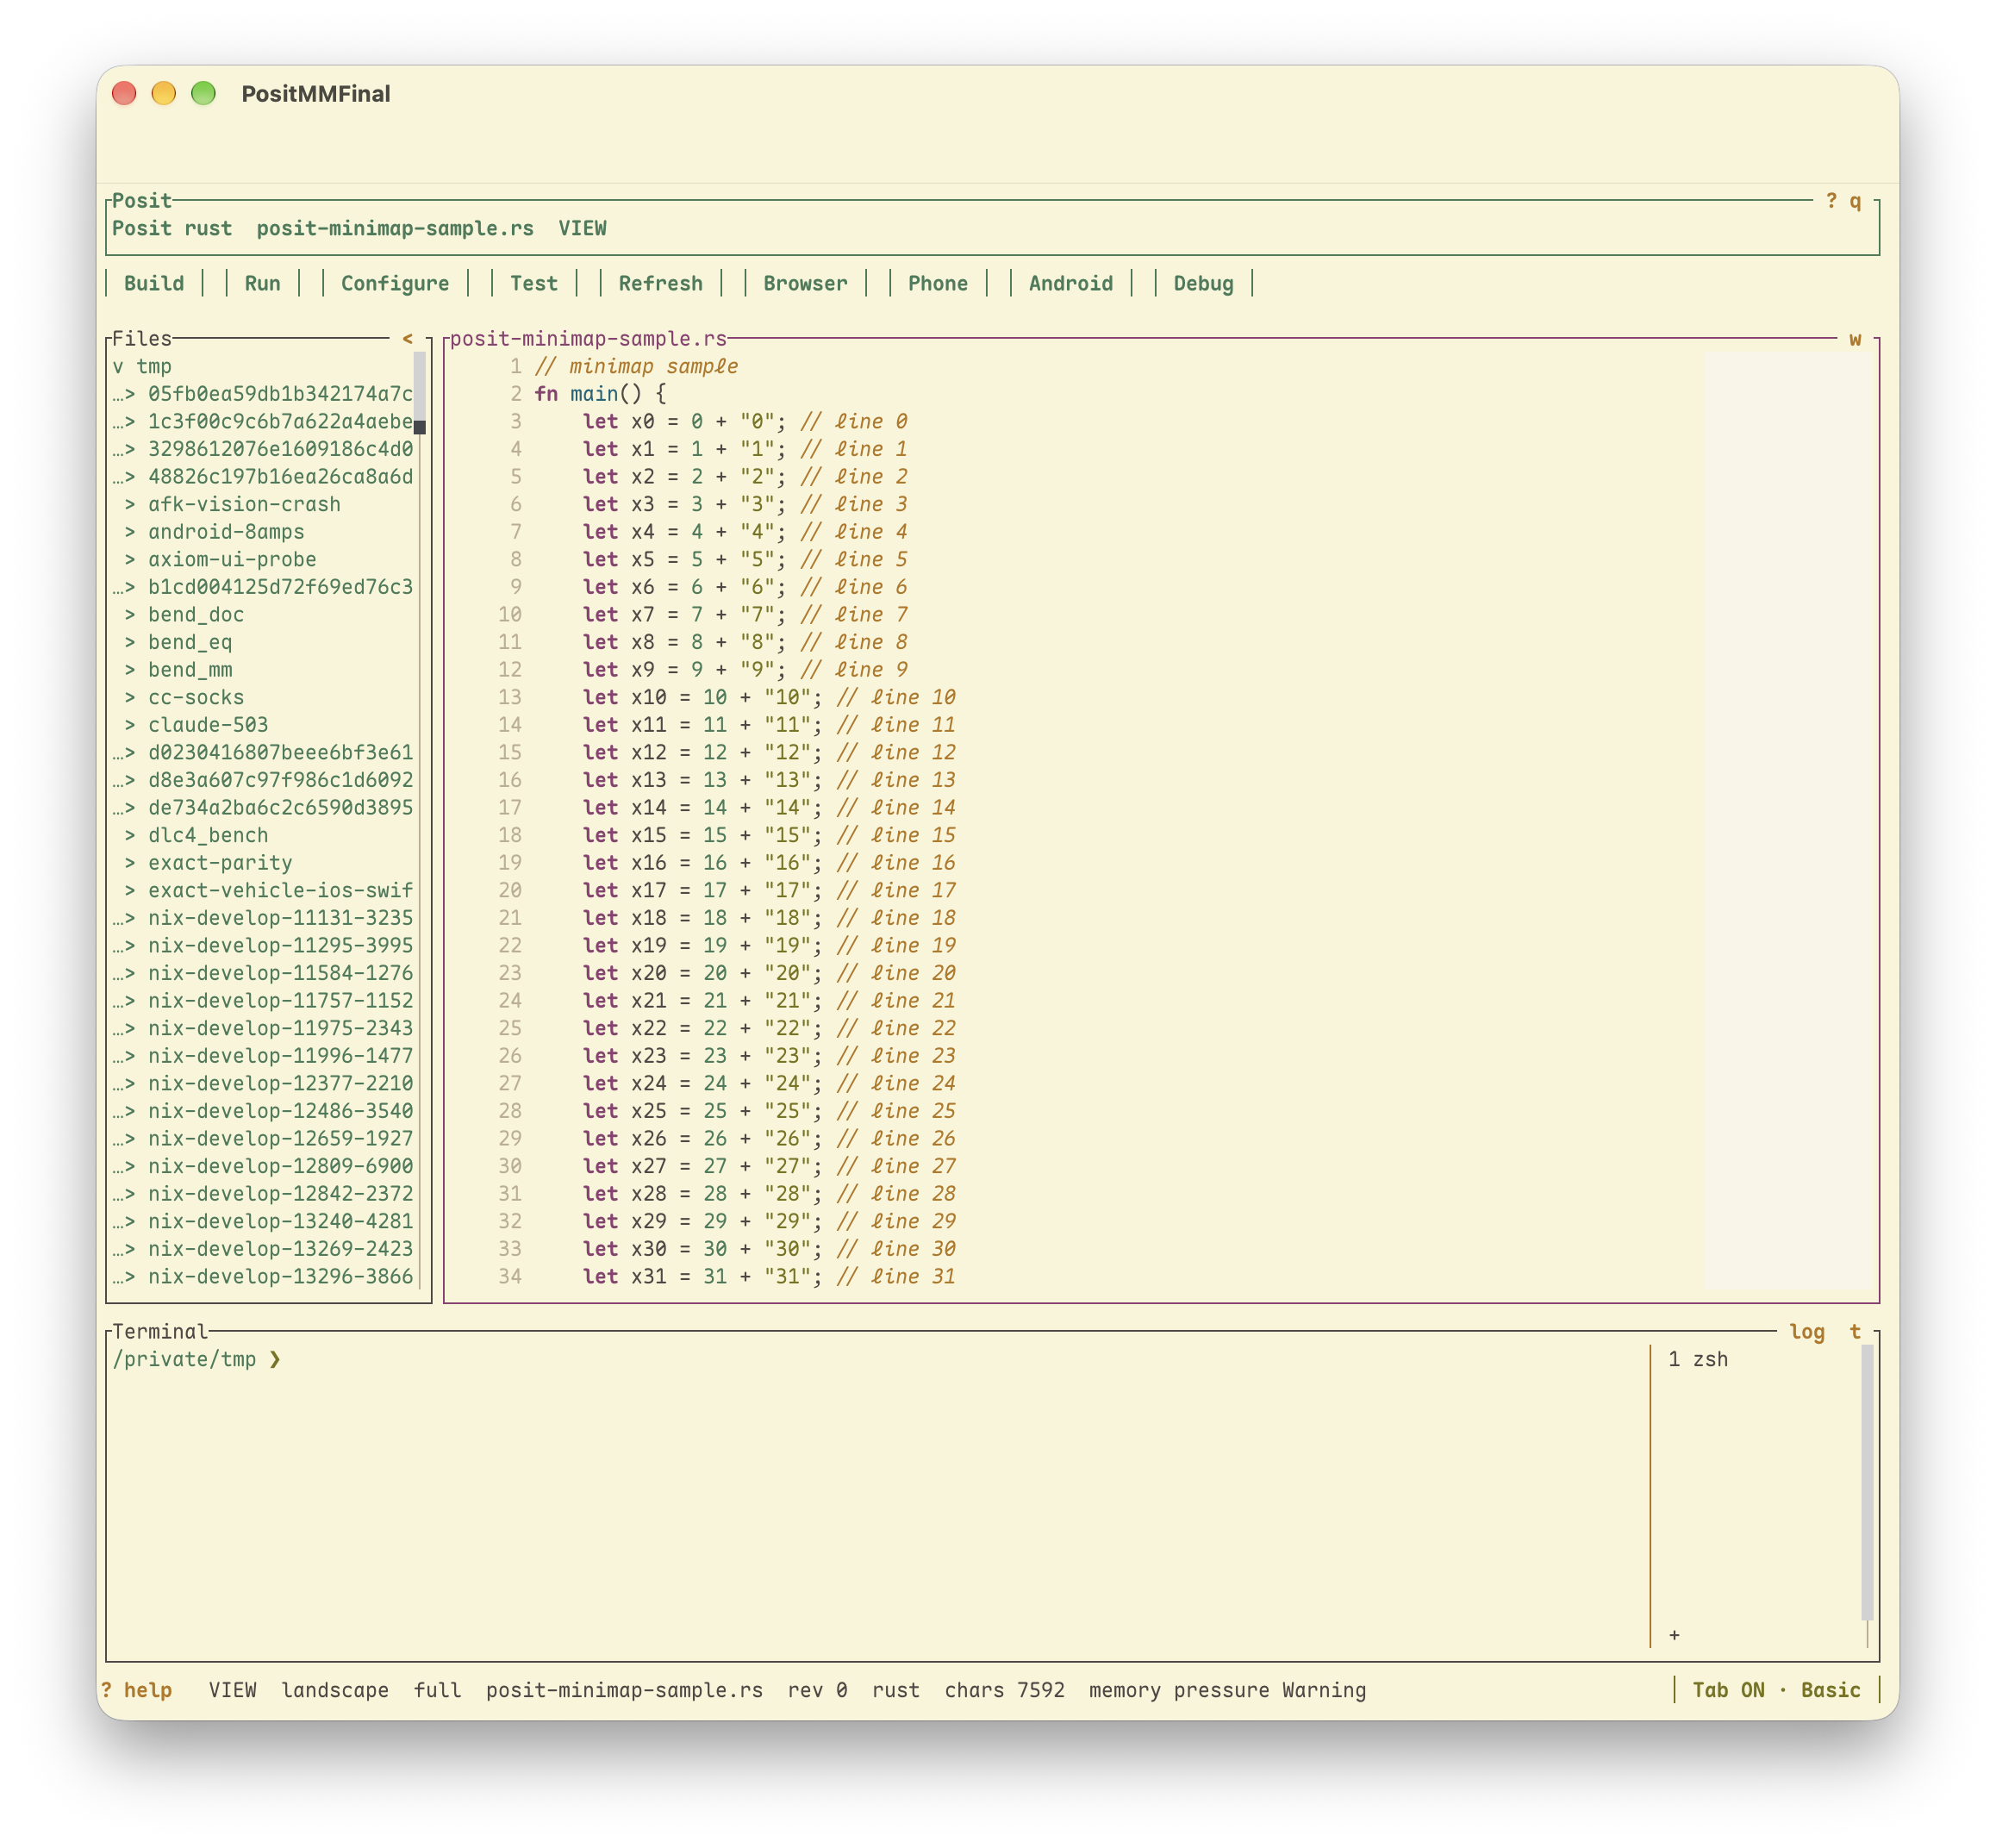 PositMMFinal
Posit ? q
Posit rust  posit-minimap-sample.rs  VIEW
Build Run Configure Test Refresh Browser Phone Android Debug
Files <
v tmp
…> 05fb0ea59db1b342174a7c
…> 1c3f00c9c6b7a622a4aebe
…> 3298612076e1609186c4d0
…> 48826c197b16ea26ca8a6d
> afk-vision-crash
> android-8amps
> axiom-ui-probe
…> b1cd004125d72f69ed76c3
> bend_doc
> bend_eq
> bend_mm
> cc-socks
> claude-503
…> d0230416807beee6bf3e61
…> d8e3a607c97f986c1d6092
…> de734a2ba6c2c6590d3895
> dlc4_bench
> exact-parity
> exact-vehicle-ios-swif
…> nix-develop-11131-3235
…> nix-develop-11295-3995
…> nix-develop-11584-1276
…> nix-develop-11757-1152
…> nix-develop-11975-2343
…> nix-develop-11996-1477
…> nix-develop-12377-2210
…> nix-develop-12486-3540
…> nix-develop-12659-1927
…> nix-develop-12809-6900
…> nix-develop-12842-2372
…> nix-develop-13240-4281
…> nix-develop-13269-2423
…> nix-develop-13296-3866
posit-minimap-sample.rs w
1 // minimap sample
2 fn main() {
3     let x0 = 0 + "0"; // line 0
4     let x1 = 1 + "1"; // line 1
5     let x2 = 2 + "2"; // line 2
6     let x3 = 3 + "3"; // line 3
7     let x4 = 4 + "4"; // line 4
8     let x5 = 5 + "5"; // line 5
9     let x6 = 6 + "6"; // line 6
10     let x7 = 7 + "7"; // line 7
11     let x8 = 8 + "8"; // line 8
12     let x9 = 9 + "9"; // line 9
13     let x10 = 10 + "10"; // line 10
14     let x11 = 11 + "11"; // line 11
15     let x12 = 12 + "12"; // line 12
16     let x13 = 13 + "13"; // line 13
17     let x14 = 14 + "14"; // line 14
18     let x15 = 15 + "15"; // line 15
19     let x16 = 16 + "16"; // line 16
20     let x17 = 17 + "17"; // line 17
21     let x18 = 18 + "18"; // line 18
22     let x19 = 19 + "19"; // line 19
23     let x20 = 20 + "20"; // line 20
24     let x21 = 21 + "21"; // line 21
25     let x22 = 22 + "22"; // line 22
26     let x23 = 23 + "23"; // line 23
27     let x24 = 24 + "24"; // line 24
28     let x25 = 25 + "25"; // line 25
29     let x26 = 26 + "26"; // line 26
30     let x27 = 27 + "27"; // line 27
31     let x28 = 28 + "28"; // line 28
32     let x29 = 29 + "29"; // line 29
33     let x30 = 30 + "30"; // line 30
34     let x31 = 31 + "31"; // line 31
Terminal log t
/private/tmp ❯
1 zsh
+
? help VIEW landscape full posit-minimap-sample.rs rev 0 rust chars 7592 memory pressure Warning Tab ON · Basic